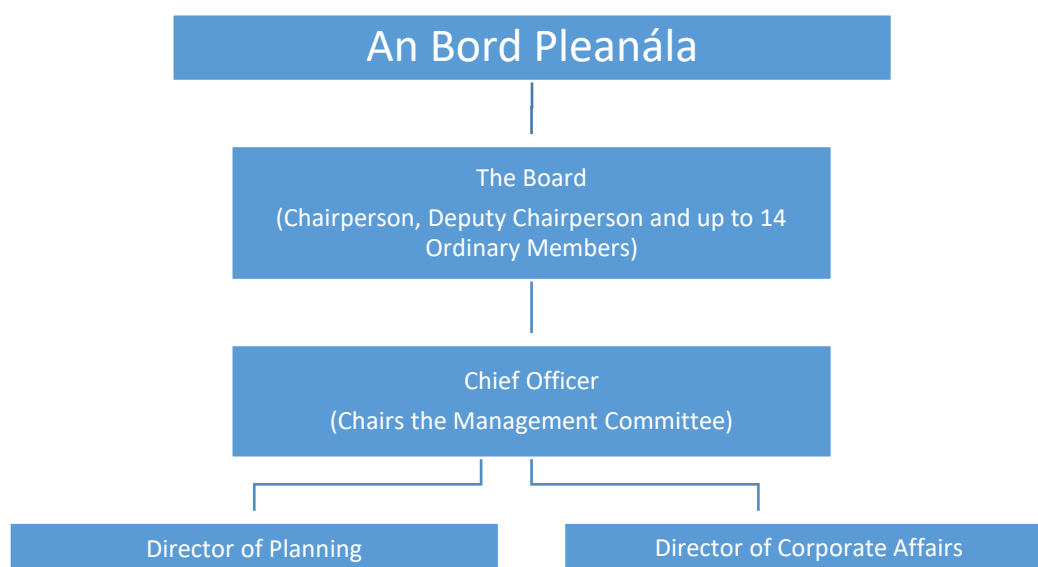 An Bord Pleanála
The Board
(Chairperson, Deputy Chairperson and up to 14
Ordinary Members)
Chief Officer
(Chairs the Management Committee)
Director of Planning
Director of Corporate Affairs